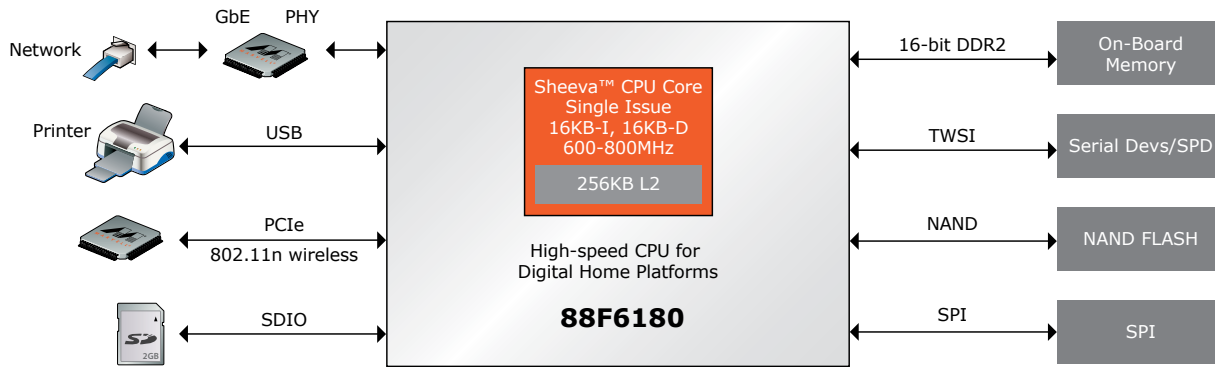 GbE PHY
Network
Printer
USB
PCIe
802.11n wireless
SDIO
SD
2GB
Sheeva™ CPU Core
Single Issue
16KB-I, 16KB-D
600-800MHz
256KB L2
High-speed CPU for
Digital Home Platforms
88F6180
16-bit DDR2
On-Board
Memory
TWSI
Serial Devs/SPD
NAND
NAND FLASH
SPI
SPI